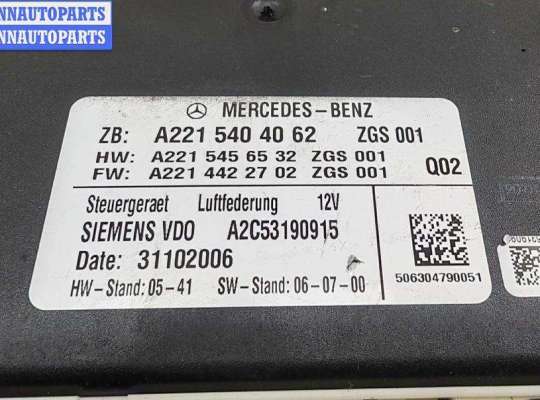 NNAUTOPARTS
NNAUTOPARTS
MERCEDES-BENZ
ZB: A221 540 40 62 ZGS 001
HW: A221 545 65 32 ZGS 001
FW: A221 442 27 02 ZGS 001 Q02
Steuergeraet Luftfederung 12V
SIEMENS VDO A2C53190915
Date: 31102006
HW-Stand: 05-41 SW-Stand: 06-07-00
506304790051